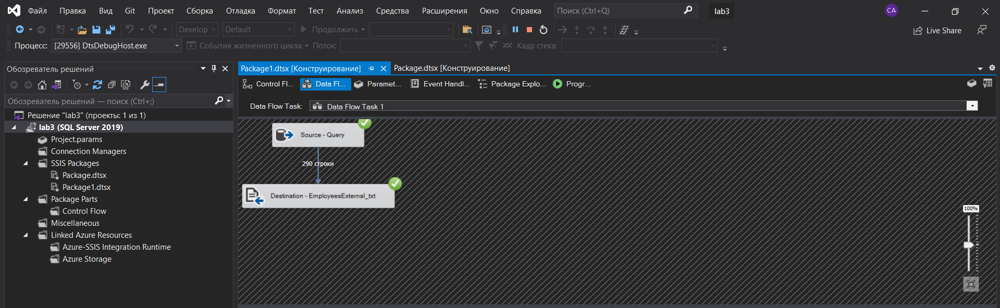 Файл Правка Вид Git Проект Сборка Отладка Формат Тест Анализ Средства Расширения Окно Справка Поиск (Ctrl+Q) lab3 CA
Develop Default Продолжить Live Share
Процесс: [29556] DtsDebugHost.exe События жизненного цикла Поток: Кадр стека:
Обозреватель решений
Обозреватель решений — поиск (Ctrl+;)
Решение "lab3" (проекты: 1 из 1)
lab3 (SQL Server 2019)
Project.params
Connection Managers
SSIS Packages
Package.dtsx
Package1.dtsx
Package Parts
Control Flow
Miscellaneous
Linked Azure Resources
Azure-SSIS Integration Runtime
Azure Storage
Package1.dtsx [Конструирование] Package.dtsx [Конструирование]
Control Fl... Data Fl... Paramet... Event Handl... Package Explo... Progr...
Data Flow Task: Data Flow Task 1
Source - Query
290 строки
Destination - EmployeesExternal_txt
100%